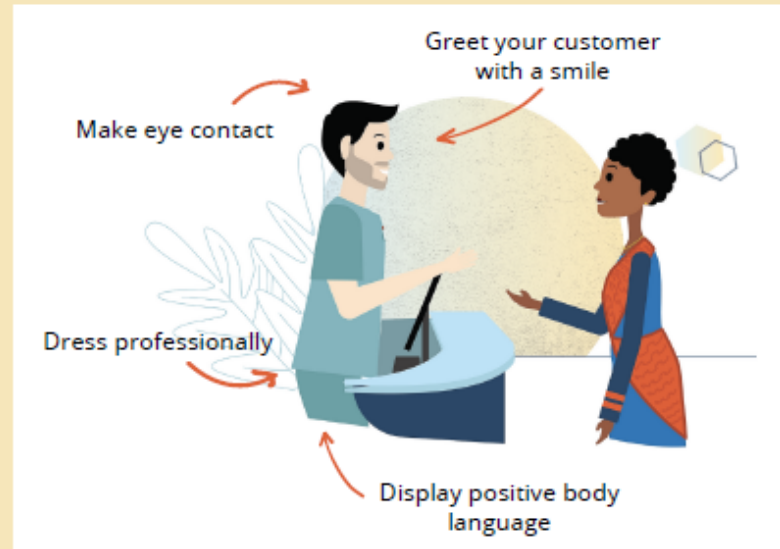 Greet your customer
with a smile
Make eye contact
Dress professionally
Display positive body
language